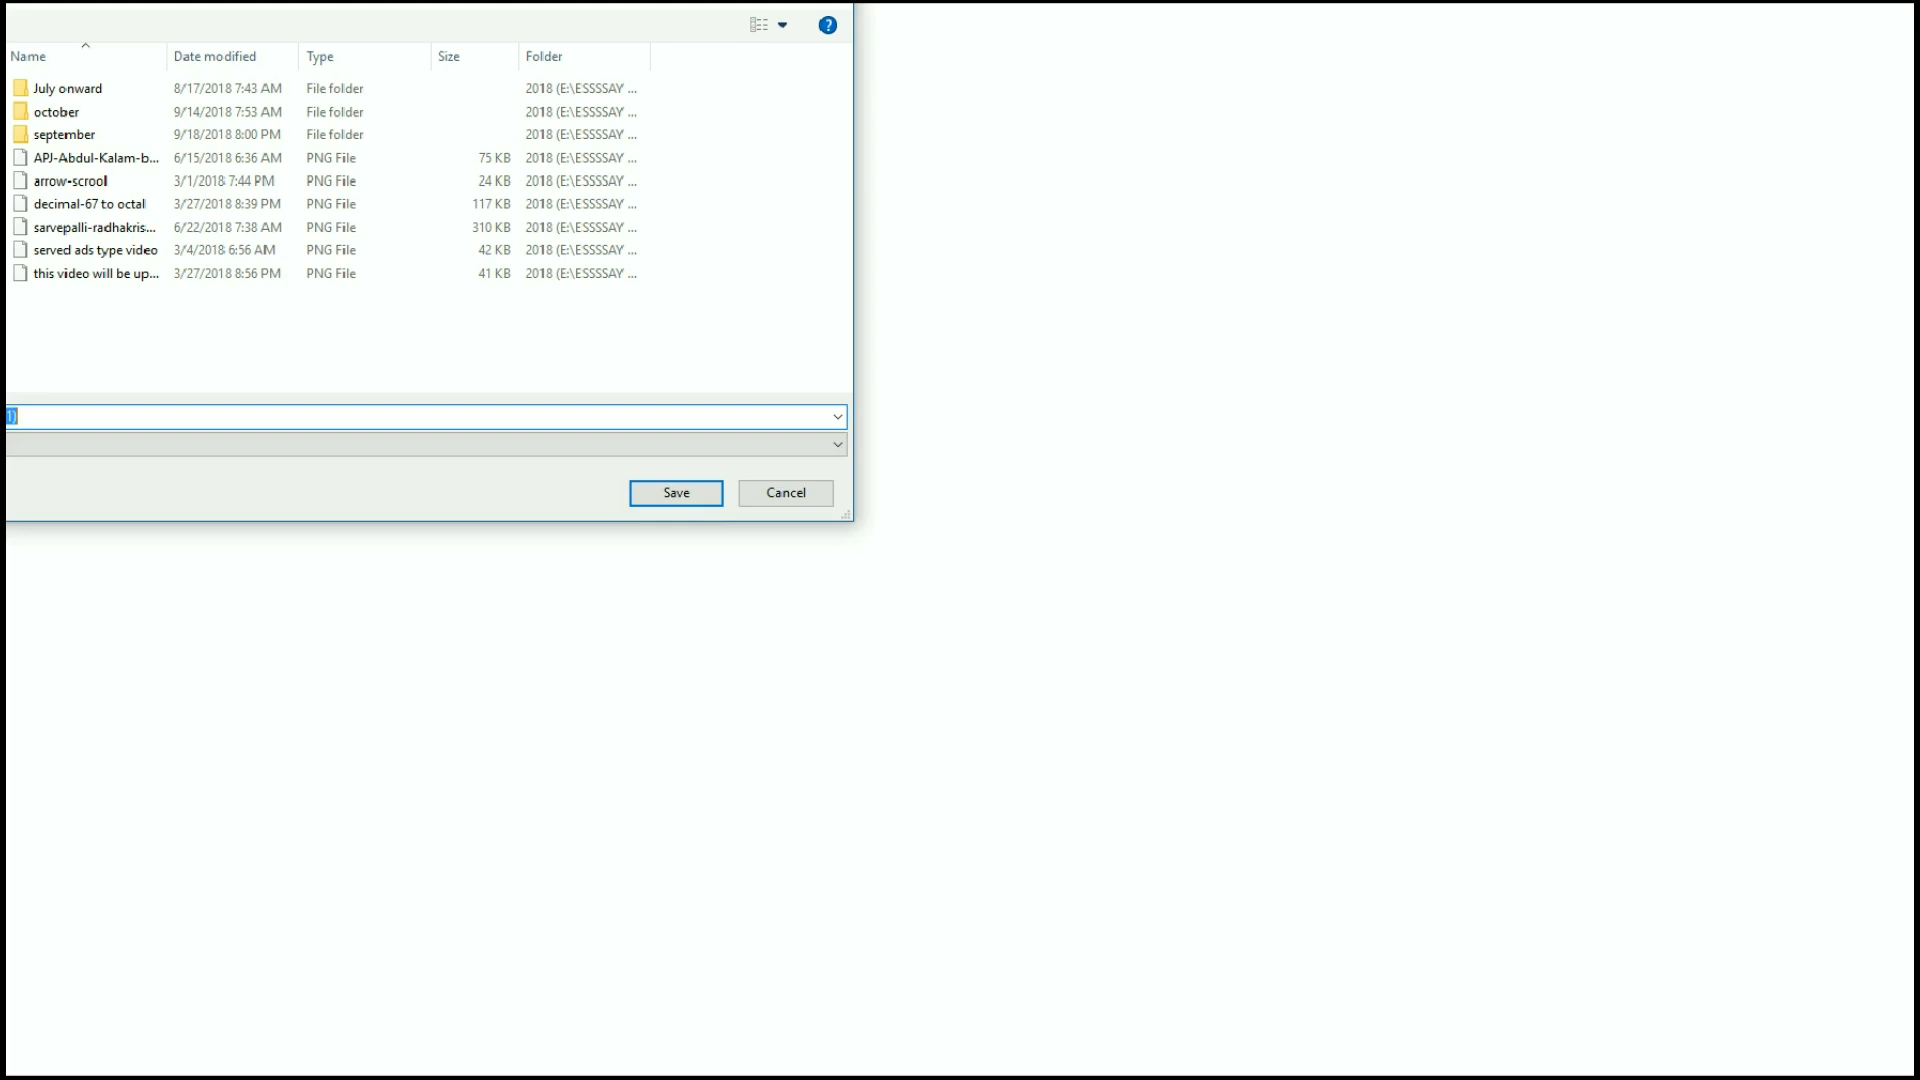 ?
Name Date modified Type Size Folder
July onward 8/17/2018 7:43 AM File folder 2018 (E:\ESSSSAY ...
october 9/14/2018 7:53 AM File folder 2018 (E:\ESSSSAY ...
september 9/18/2018 8:00 PM File folder 2018 (E:\ESSSSAY ...
APJ-Abdul-Kalam-b... 6/15/2018 6:36 AM PNG File 75 KB 2018 (E:\ESSSSAY ...
arrow-scrool 3/1/2018 7:44 PM PNG File 24 KB 2018 (E:\ESSSSAY ...
decimal-67 to octal 3/27/2018 8:39 PM PNG File 117 KB 2018 (E:\ESSSSAY ...
sarvepalli-radhakris... 6/22/2018 7:38 AM PNG File 310 KB 2018 (E:\ESSSSAY ...
served ads type video 3/4/2018 6:56 AM PNG File 42 KB 2018 (E:\ESSSSAY ...
this video will be up... 3/27/2018 8:56 PM PNG File 41 KB 2018 (E:\ESSSSAY ...
1)
Save Cancel